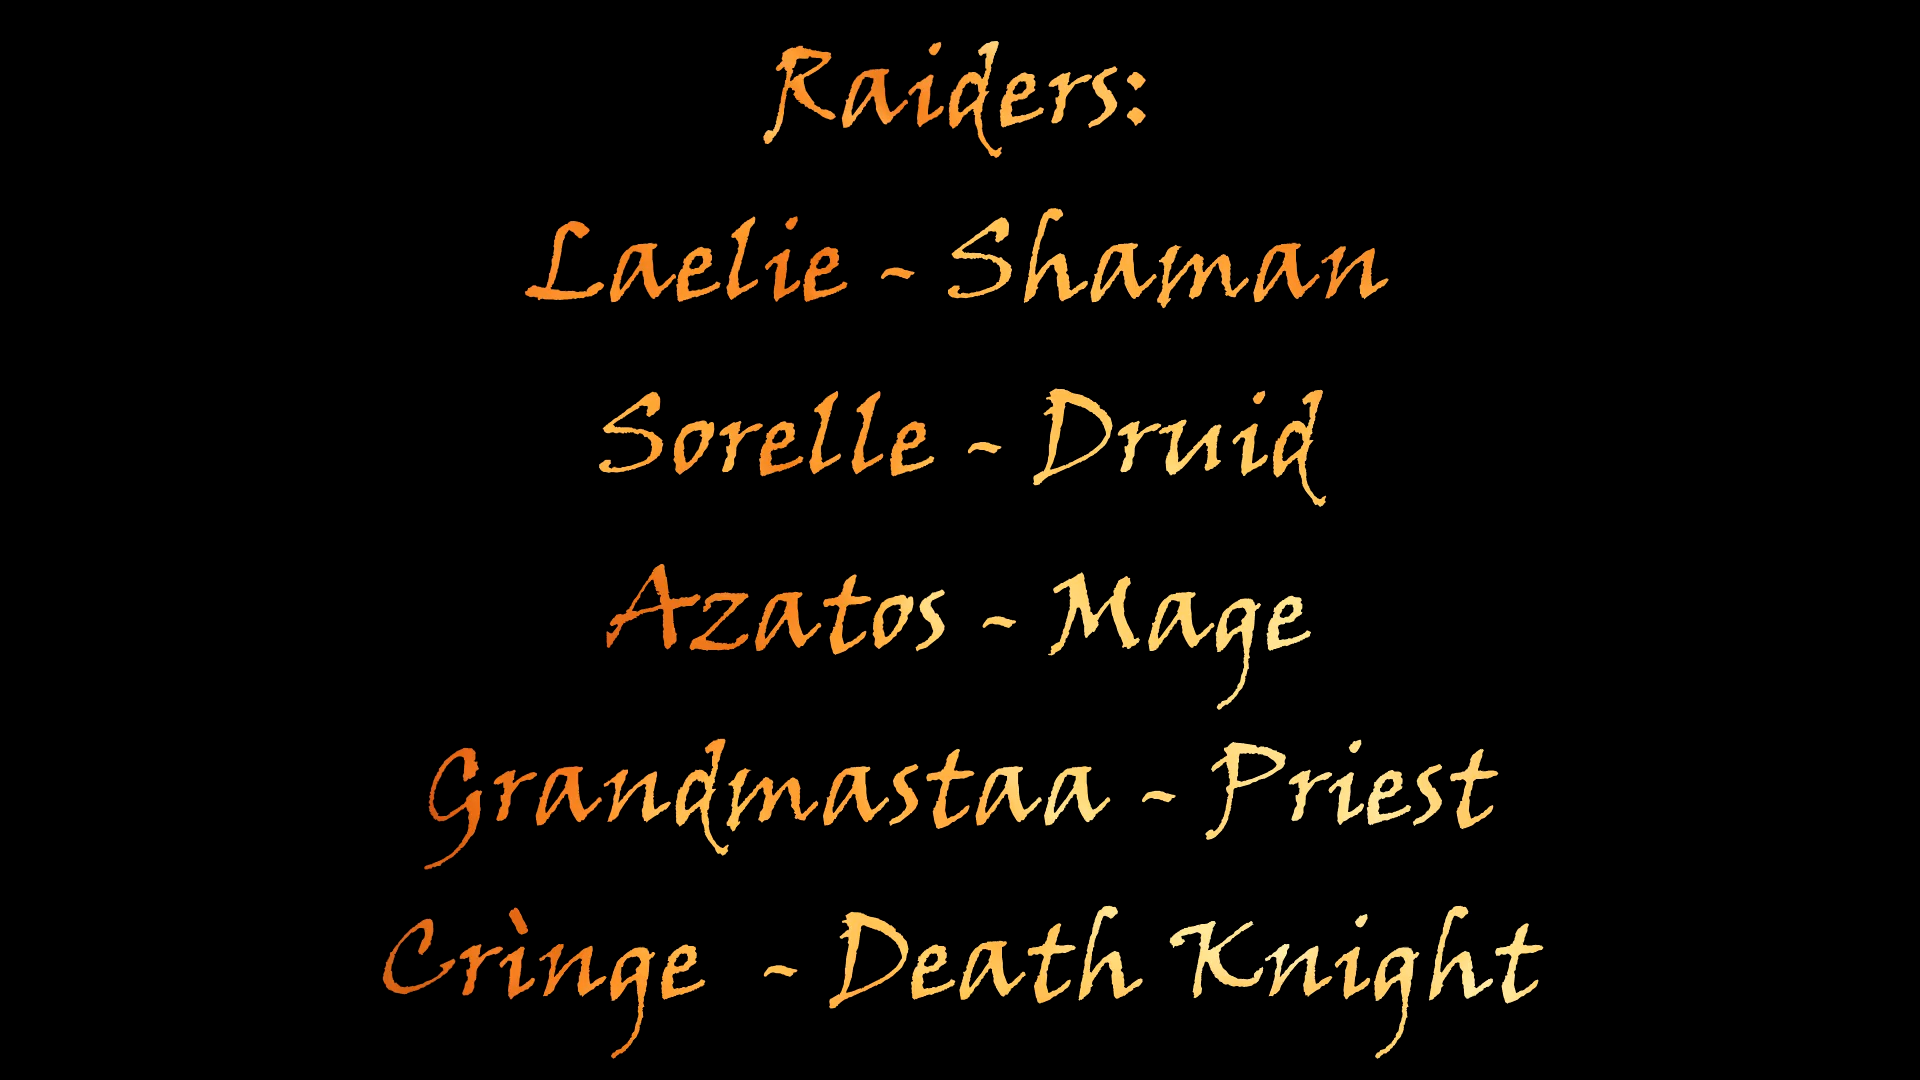 Raiders:
Laelie - Shaman
Sorelle - Druid
Azatos - Mage
Grandmastaa - Priest
Crìnge - Death Knight